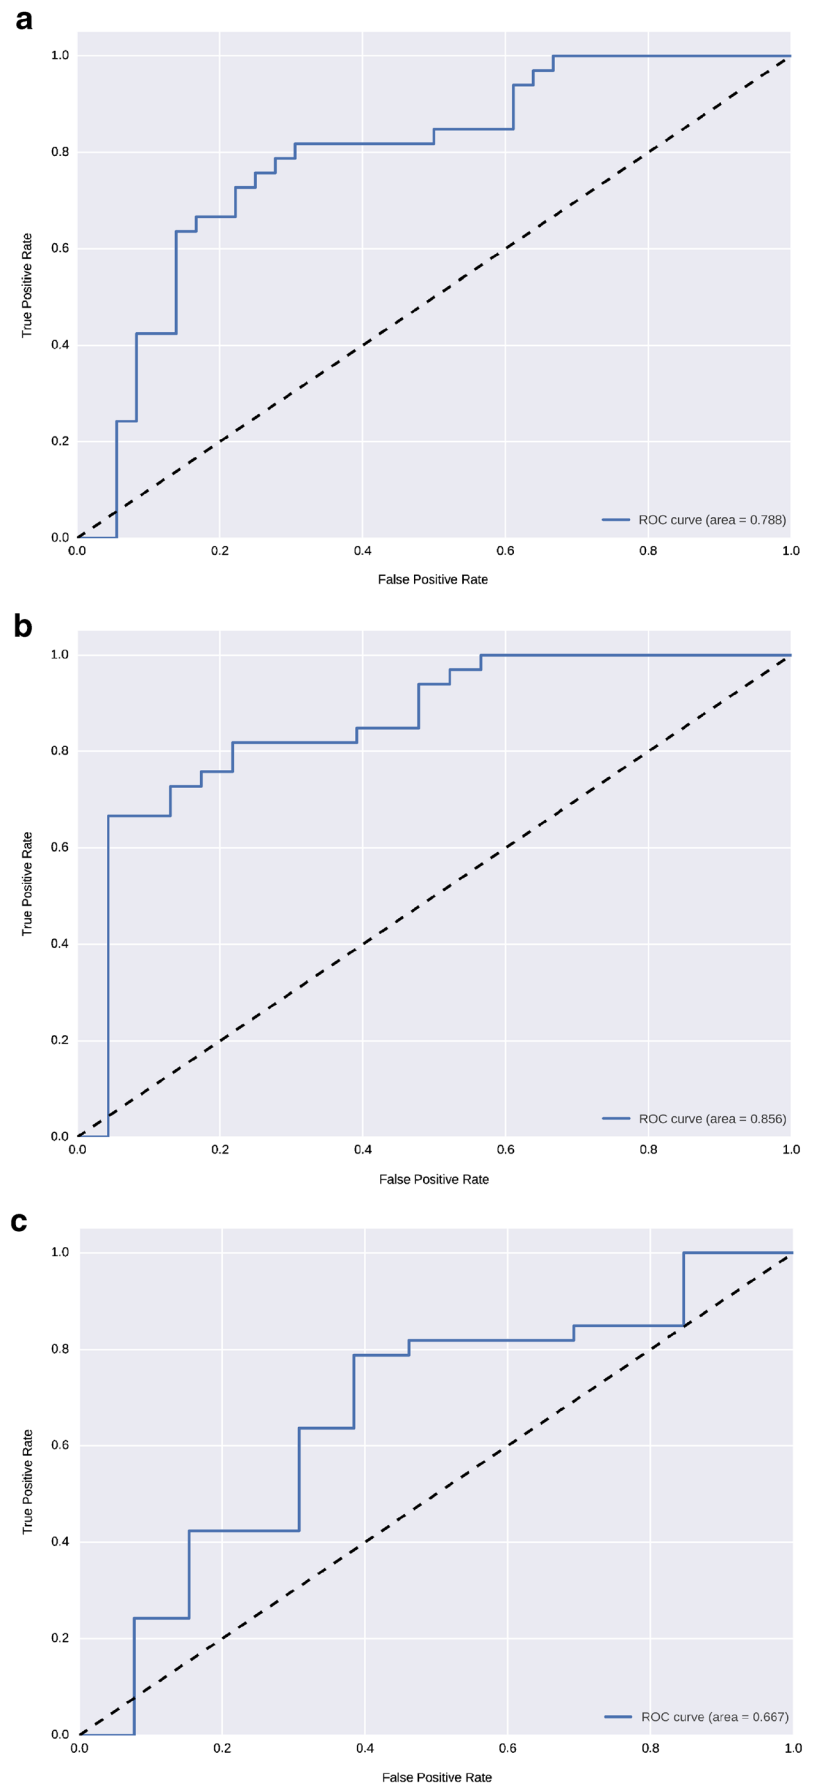 a
1.0
0.8
0.6
0.4
0.2
0.0
True Positive Rate
ROC curve (area = 0.788)
0.0 0.2 0.4 0.6 0.8 1.0
False Positive Rate
b
1.0
0.8
0.6
0.4
0.2
0.0
True Positive Rate
ROC curve (area = 0.856)
0.0 0.2 0.4 0.6 0.8 1.0
False Positive Rate
c
1.0
0.8
0.6
0.4
0.2
0.0
True Positive Rate
ROC curve (area = 0.667)
0.0 0.2 0.4 0.6 0.8 1.0
False Positive Rate